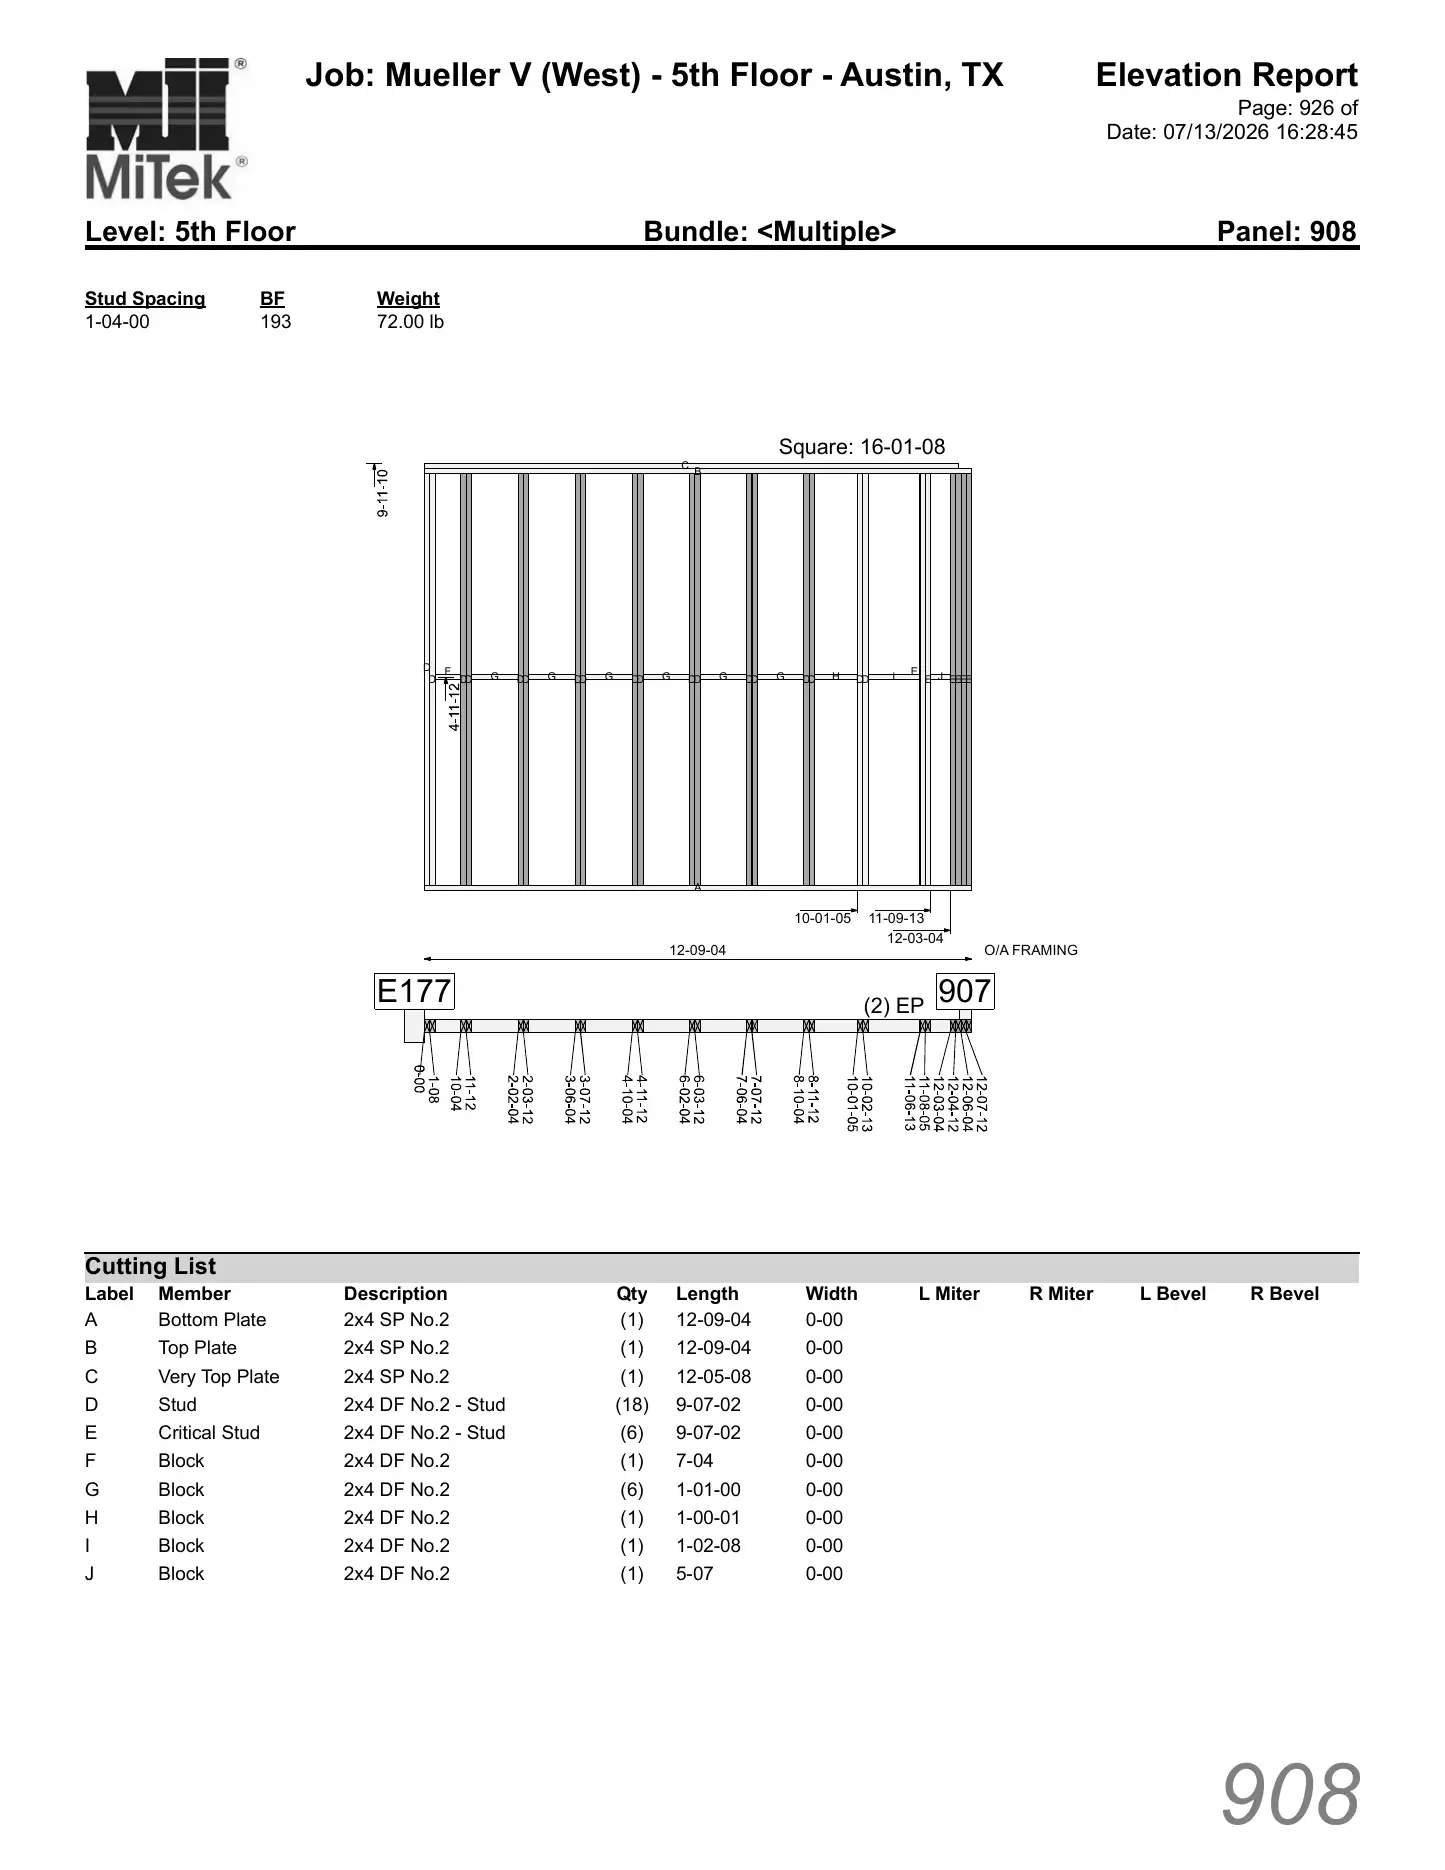 MiTek®
Job: Mueller V (West) - 5th Floor - Austin, TX
Elevation Report
Page: 926 of
Date: 07/13/2026 16:28:45
Level: 5th Floor Bundle: <Multiple> Panel: 908
Stud Spacing BF Weight
1-04-00 193 72.00 lb
Square: 16-01-08
C
B
9-11-10
F G G G G G G H I E J
4-11-12
A
10-01-05 11-09-13
12-03-04
12-09-04 O/A FRAMING
E177 (2) EP 907
0-00 1-08 10-04 11-12 2-02-04 2-03-12 3-06-04 3-07-12 4-10-04 4-11-12 6-02-04 6-03-12 7-06-04 7-07-12 8-10-04 8-11-12 10-01-05 10-02-13 11-06-13 11-08-05 12-03-04 12-04-12 12-06-04 12-07-12
Cutting List
Label Member Description Qty Length Width L Miter R Miter L Bevel R Bevel
A Bottom Plate 2x4 SP No.2 (1) 12-09-04 0-00
B Top Plate 2x4 SP No.2 (1) 12-09-04 0-00
C Very Top Plate 2x4 SP No.2 (1) 12-05-08 0-00
D Stud 2x4 DF No.2 - Stud (18) 9-07-02 0-00
E Critical Stud 2x4 DF No.2 - Stud (6) 9-07-02 0-00
F Block 2x4 DF No.2 (1) 7-04 0-00
G Block 2x4 DF No.2 (6) 1-01-00 0-00
H Block 2x4 DF No.2 (1) 1-00-01 0-00
I Block 2x4 DF No.2 (1) 1-02-08 0-00
J Block 2x4 DF No.2 (1) 5-07 0-00
908